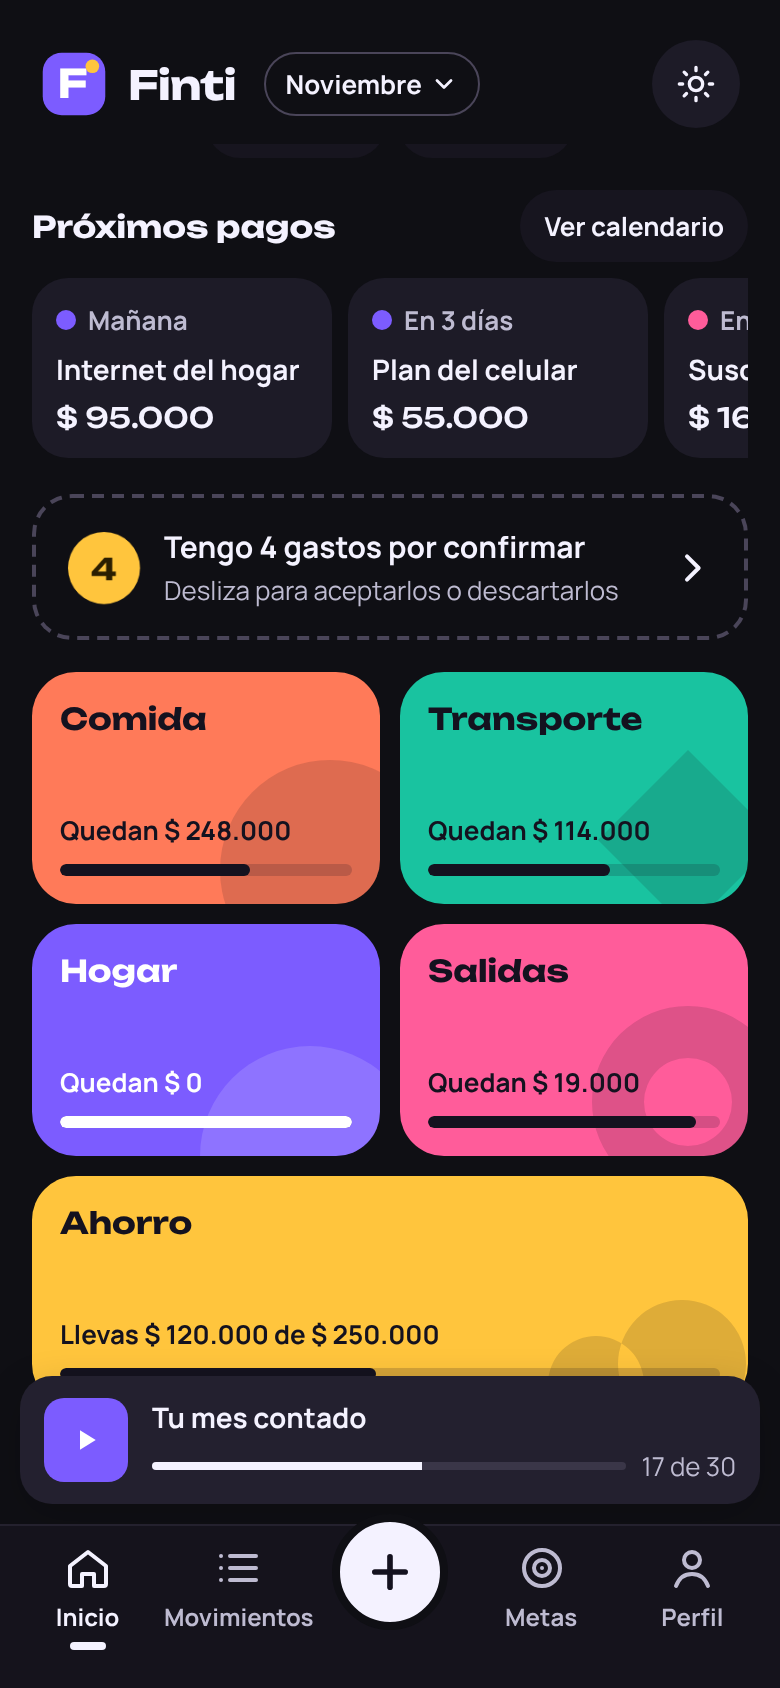 F Finti
Noviembre
Próximos pagos
Ver calendario
Mañana
Internet del hogar
$ 95.000
En 3 días
Plan del celular
$ 55.000
En
Susc
$ 16
4
Tengo 4 gastos por confirmar
Desliza para aceptarlos o descartarlos
Comida
Quedan $ 248.000
Transporte
Quedan $ 114.000
Hogar
Quedan $ 0
Salidas
Quedan $ 19.000
Ahorro
Llevas $ 120.000 de $ 250.000
Tu mes contado
17 de 30
Inicio
Movimientos
Metas
Perfil